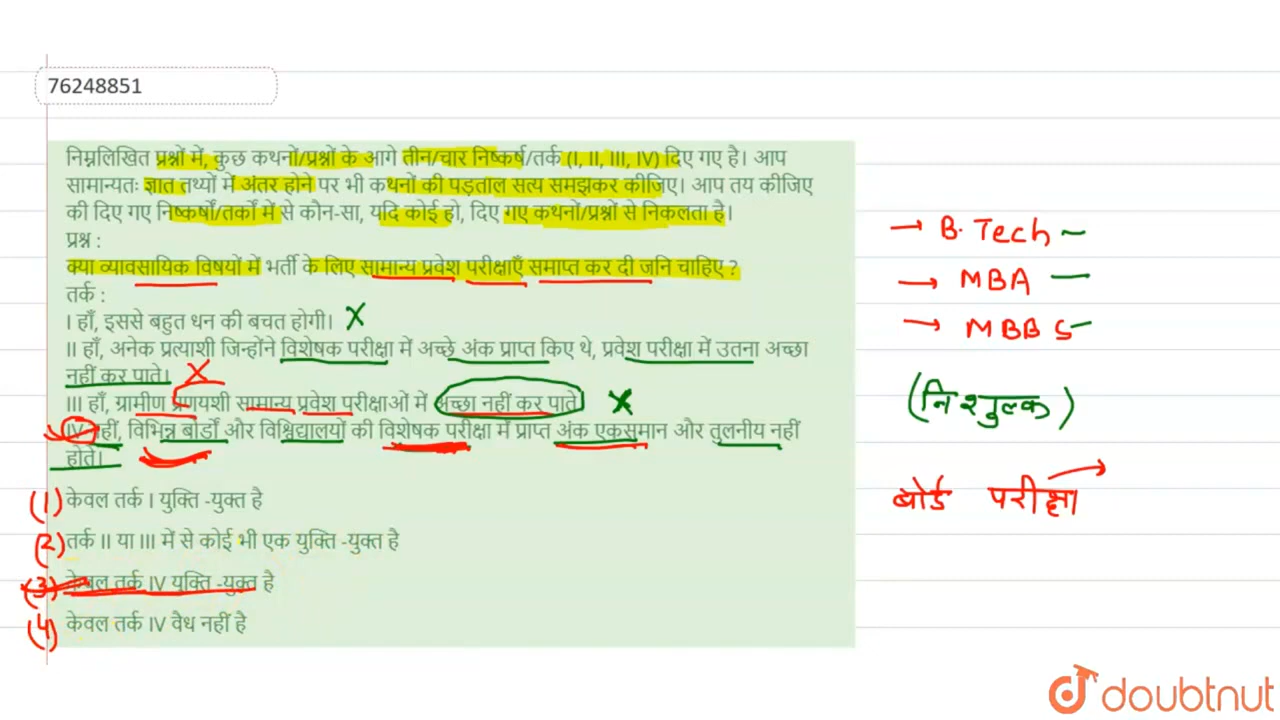 76248851
निम्नलिखित प्रश्नों में, कुछ कथनों/प्रश्नों के आगे तीन/चार निष्कर्ष/तर्क (I, II, III, IV) दिए गए है। आप
सामान्यतः ज्ञात तथ्यों में अंतर होने पर भी कथनों की पड़ताल सत्य समझकर कीजिए। आप तय कीजिए
की दिए गए निष्कर्षों/तर्कों में से कौन-सा, यदि कोई हो, दिए गए कथनों/प्रश्नों से निकलता है।
प्रश्न :
क्या व्यावसायिक विषयों में भर्ती के लिए सामान्य प्रवेश परीक्षाएँ समाप्त कर दी जनि चाहिए ?
तर्क :
I हाँ, इससे बहुत धन की बचत होगी। X
II हाँ, अनेक प्रत्याशी जिन्होंने विशेषक परीक्षा में अच्छे अंक प्राप्त किए थे, प्रवेश परीक्षा में उतना अच्छा
नहीं कर पाते। X
III हाँ, ग्रामीण प्रणयशी सामान्य प्रवेश परीक्षाओं में अच्छा नहीं कर पाते X
IV नहीं, विभिन्न बोर्डों और विश्विद्यालयों की विशेषक परीक्षा में प्राप्त अंक एकसमान और तुलनीय नहीं
होते।
(1) केवल तर्क I युक्ति -युक्त है
(2) तर्क II या III में से कोई भी एक युक्ति -युक्त है
(3) केवल तर्क IV युक्ति -युक्त है
(4) केवल तर्क IV वैध नहीं है
→ B. Tech
→ MBA
→ MBBS
(निशुल्क)
बोर्ड परीक्षा
doubtnut